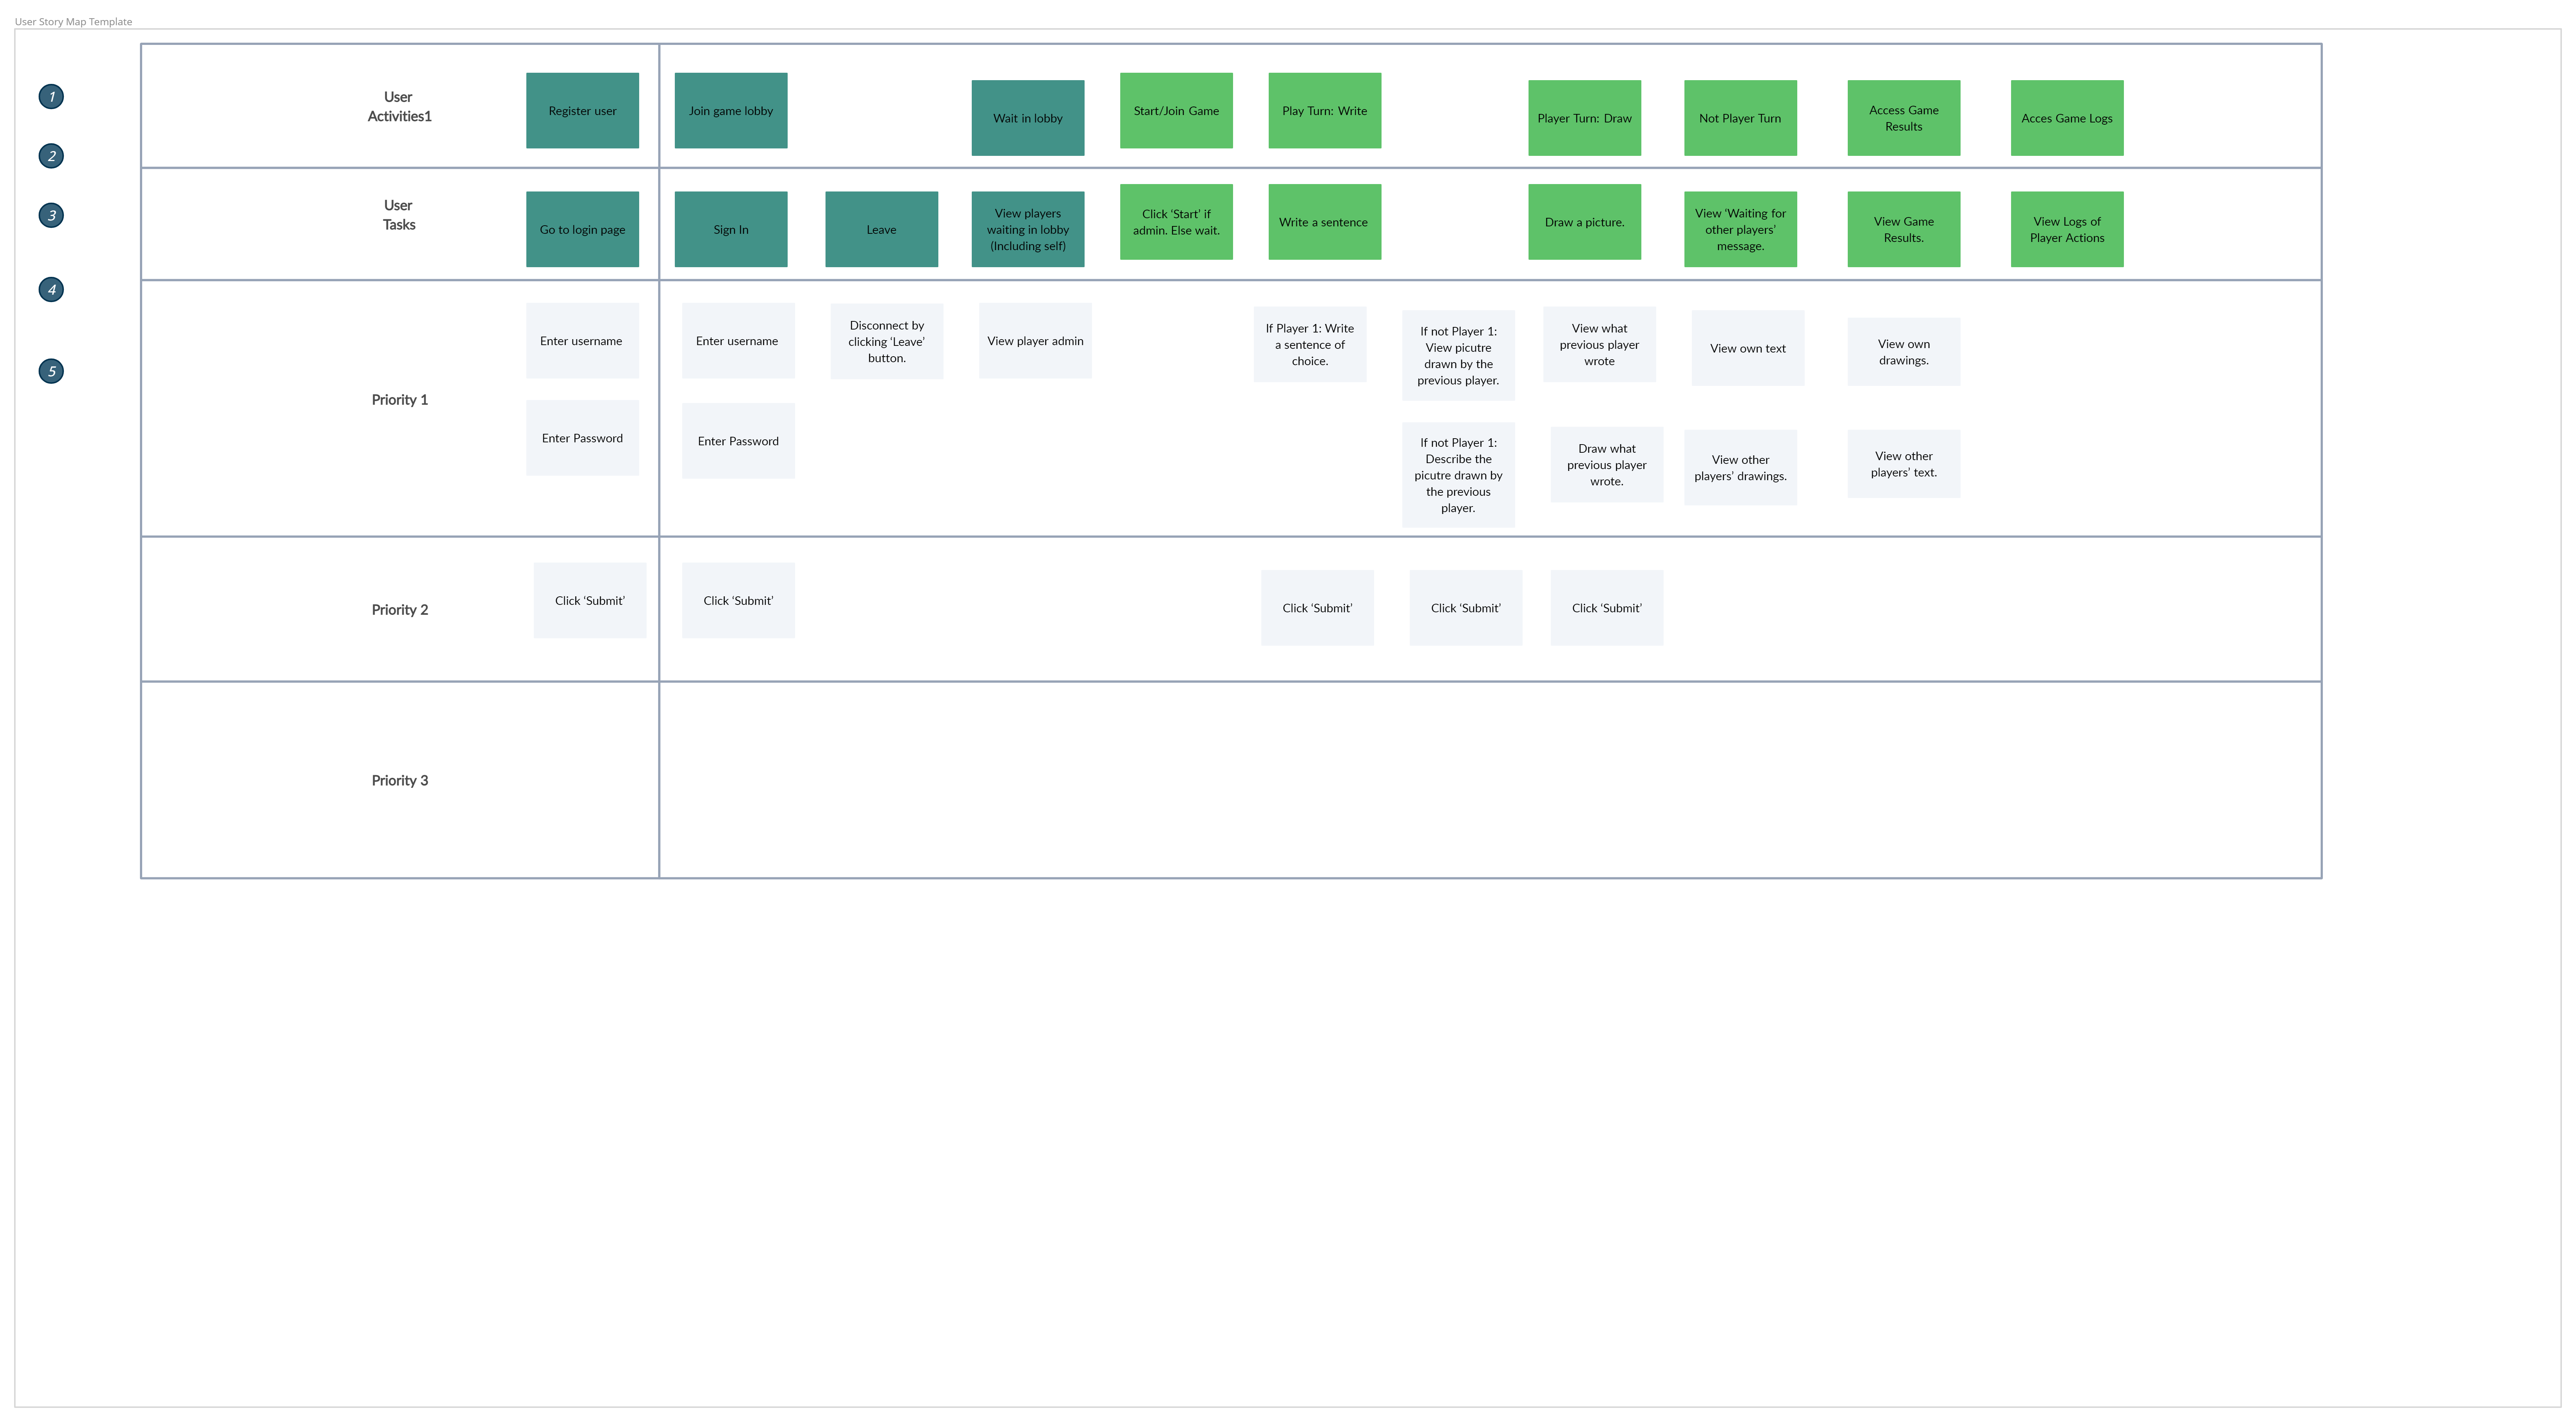 User Story Map Template
1
2
3
4
5
User
Activities1
Register user
Join game lobby
Wait in lobby
Start/Join Game
Play Turn: Write
Player Turn: Draw
Not Player Turn
Access Game
Results
Acces Game Logs
User
Tasks
Go to login page
Sign In
Leave
View players
waiting in lobby
(Including self)
Click ‘Start’ if
admin. Else wait.
Write a sentence
Draw a picture.
View ‘Waiting for
other players’
message.
View Game
Results.
View Logs of
Player Actions
Priority 1
Enter username
Enter username
Disconnect by
clicking ‘Leave’
button.
View player admin
If Player 1: Write
a sentence of
choice.
If not Player 1:
View picutre
drawn by the
previous player.
View what
previous player
wrote
View own text
View own
drawings.
Enter Password
Enter Password
If not Player 1:
Describe the
picutre drawn by
the previous
player.
Draw what
previous player
wrote.
View other
players’ drawings.
View other
players’ text.
Priority 2
Click ‘Submit’
Click ‘Submit’
Click ‘Submit’
Click ‘Submit’
Click ‘Submit’
Priority 3